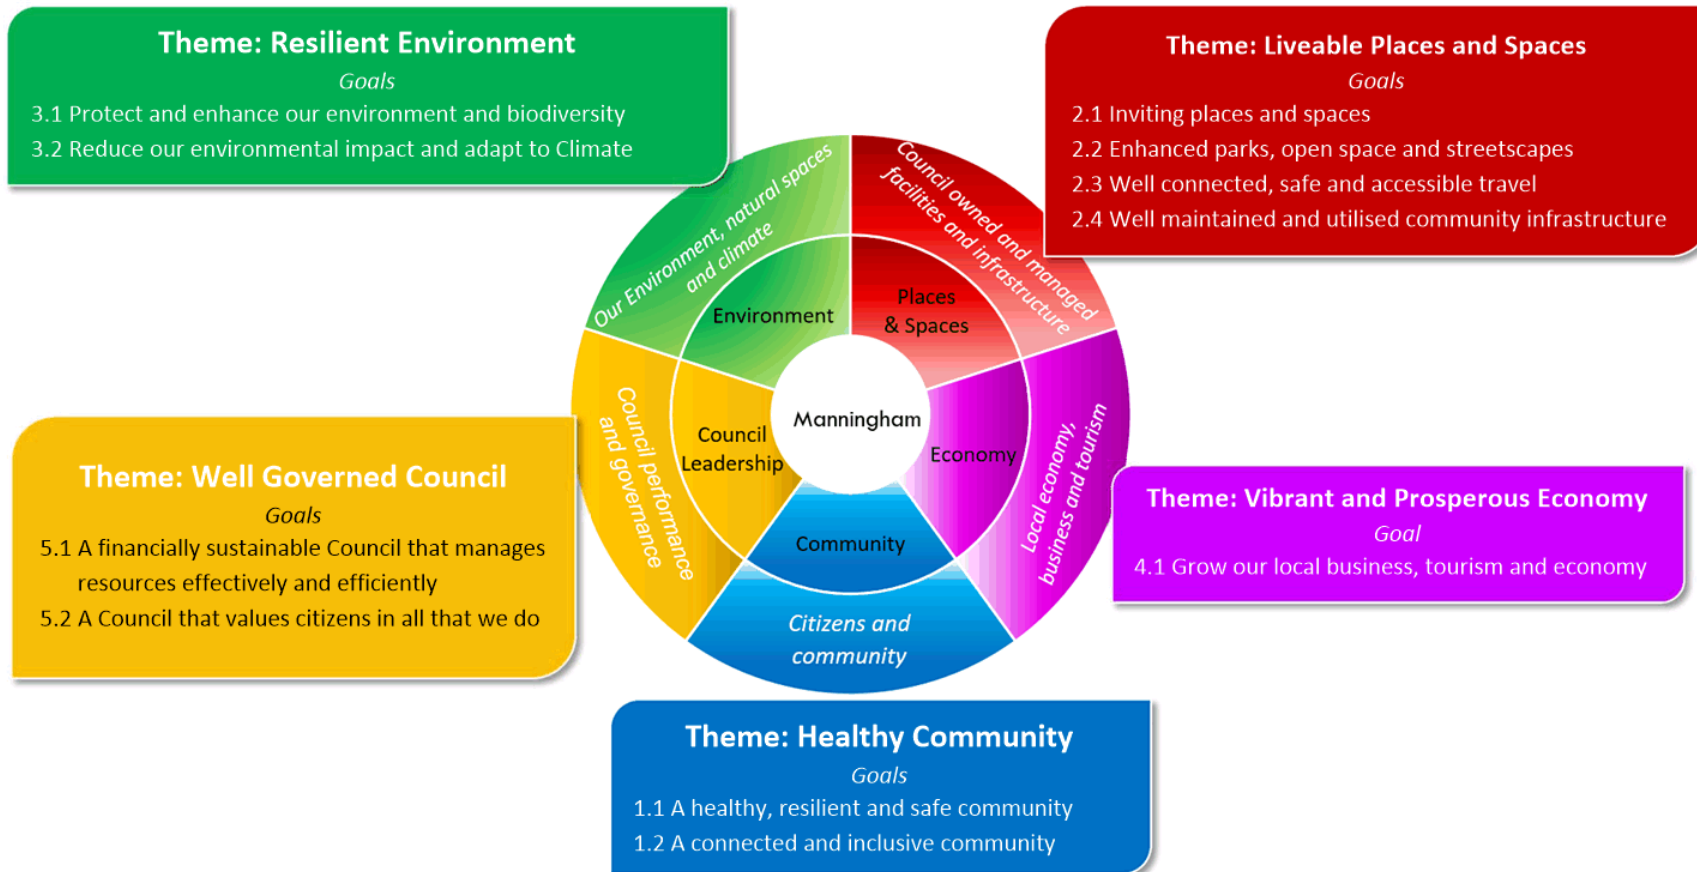 Theme: Resilient Environment
Goals
3.1 Protect and enhance our environment and biodiversity
3.2 Reduce our environmental impact and adapt to Climate
Theme: Liveable Places and Spaces
Goals
2.1 Inviting places and spaces
2.2 Enhanced parks, open space and streetscapes
2.3 Well connected, safe and accessible travel
2.4 Well maintained and utilised community infrastructure
Our Environment, natural spaces
and climate
Environment
Council owned and managed
facilities and infrastructure
Places
& Spaces
Council performance
and governance
Council
Leadership
Manningham
Economy
Local economy,
business and tourism
Community
Citizens and
community
Theme: Well Governed Council
Goals
5.1 A financially sustainable Council that manages
resources effectively and efficiently
5.2 A Council that values citizens in all that we do
Theme: Vibrant and Prosperous Economy
Goal
4.1 Grow our local business, tourism and economy
Theme: Healthy Community
Goals
1.1 A healthy, resilient and safe community
1.2 A connected and inclusive community